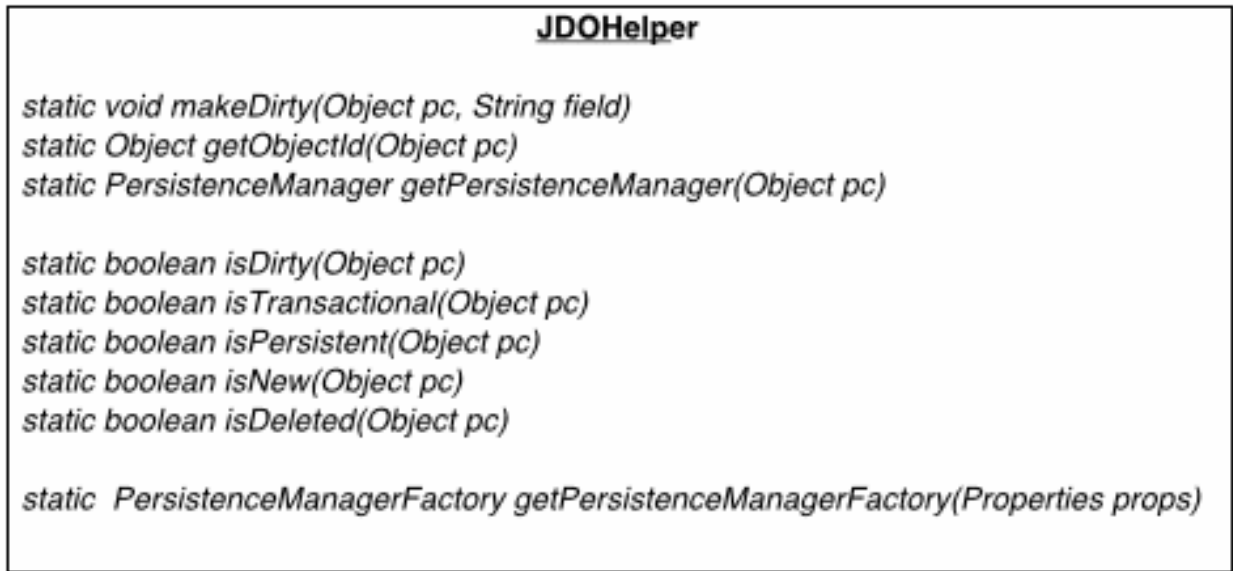 JDOHelper
static void makeDirty(Object pc, String field)
static Object getObjectId(Object pc)
static PersistenceManager getPersistenceManager(Object pc)
static boolean isDirty(Object pc)
static boolean isTransactional(Object pc)
static boolean isPersistent(Object pc)
static boolean isNew(Object pc)
static boolean isDeleted(Object pc)
static PersistenceManagerFactory getPersistenceManagerFactory(Properties props)